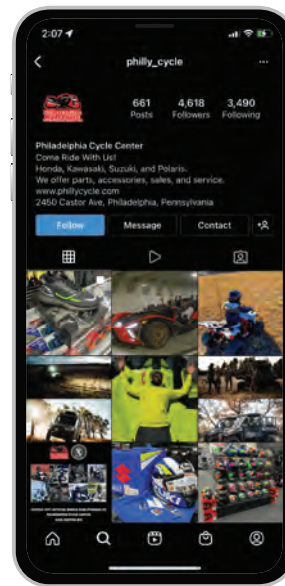 2:07
philly_cycle
661 4,618 3,490
Posts Followers Following
Philadelphia Cycle Center
Come Ride With Us!
Honda, Kawasaki, Suzuki, and Polaris.
We offer parts, accessories, sales, and service.
www.phillycycle.com
2450 Castor Ave, Philadelphia, Pennsylvania
Follow Message Contact